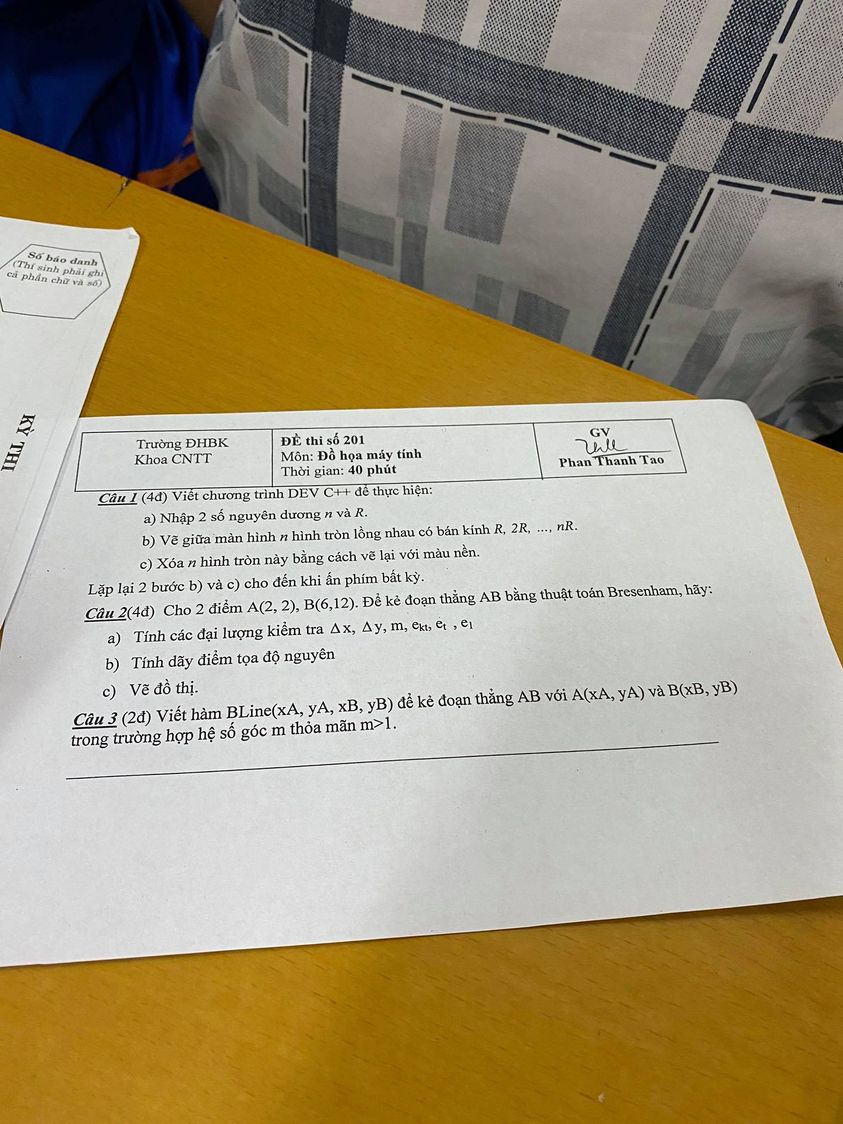 Số báo danh
(Thí sinh phải ghi
cả phần chữ và số)
KỲ THI
Trường ĐHBK
Khoa CNTT
ĐỀ thi số 201
Môn: Đồ họa máy tính
Thời gian: 40 phút
GV
Phan Thanh Tao
Câu 1 (4đ) Viết chương trình DEV C++ để thực hiện:
a) Nhập 2 số nguyên dương n và R.
b) Vẽ giữa màn hình n hình tròn lồng nhau có bán kính R, 2R, ..., nR.
c) Xóa n hình tròn này bằng cách vẽ lại với màu nền.
Lặp lại 2 bước b) và c) cho đến khi ấn phím bất kỳ.
Câu 2(4đ) Cho 2 điểm A(2, 2), B(6,12). Để kẻ đoạn thẳng AB bằng thuật toán Bresenham, hãy:
a) Tính các đại lượng kiểm tra Δx, Δy, m, ekt, et , e1
b) Tính dãy điểm tọa độ nguyên
c) Vẽ đồ thị.
Câu 3 (2đ) Viết hàm BLine(xA, yA, xB, yB) để kẻ đoạn thẳng AB với A(xA, yA) và B(xB, yB)
trong trường hợp hệ số góc m thỏa mãn m>1.